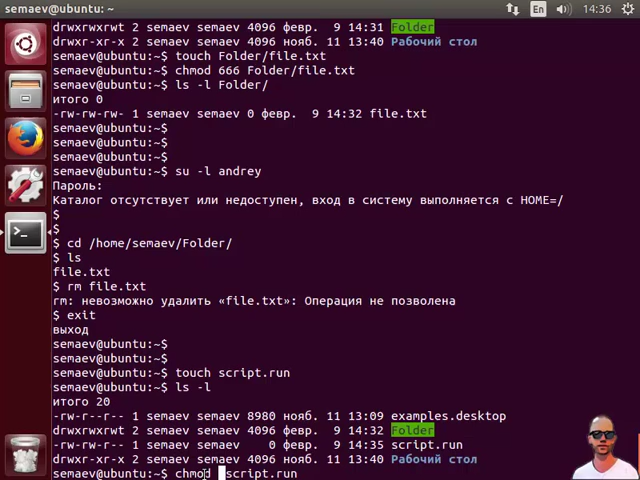 semaev@ubuntu: ~
En
14:36
drwxrwxrwt 2 semaev semaev 4096 февр.  9 14:31 Folder
drwxr-xr-x 2 semaev semaev 4096 нояб. 11 13:40 Рабочий стол
semaev@ubuntu:~$ touch Folder/file.txt
semaev@ubuntu:~$ chmod 666 Folder/file.txt
semaev@ubuntu:~$ ls -l Folder/
итого 0
-rw-rw-rw- 1 semaev semaev 0 февр.  9 14:32 file.txt
semaev@ubuntu:~$
semaev@ubuntu:~$
semaev@ubuntu:~$
semaev@ubuntu:~$ su -l andrey
Пароль:
Каталог отсутствует или недоступен, вход в систему выполняется с HOME=/
$
$
$ cd /home/semaev/Folder/
$ ls
file.txt
$ rm file.txt
rm: невозможно удалить «file.txt»: Операция не позволена
$ exit
выход
semaev@ubuntu:~$
semaev@ubuntu:~$ touch script.run
semaev@ubuntu:~$ ls -l
итого 20
-rw-r--r-- 1 semaev semaev 8980 нояб. 11 13:09 examples.desktop
drwxrwxrwt 2 semaev semaev 4096 февр.  9 14:32 Folder
-rw-rw-r-- 1 semaev semaev    0 февр.  9 14:35 script.run
drwxr-xr-x 2 semaev semaev 4096 нояб. 11 13:40 Рабочий стол
semaev@ubuntu:~$ chmod script.run